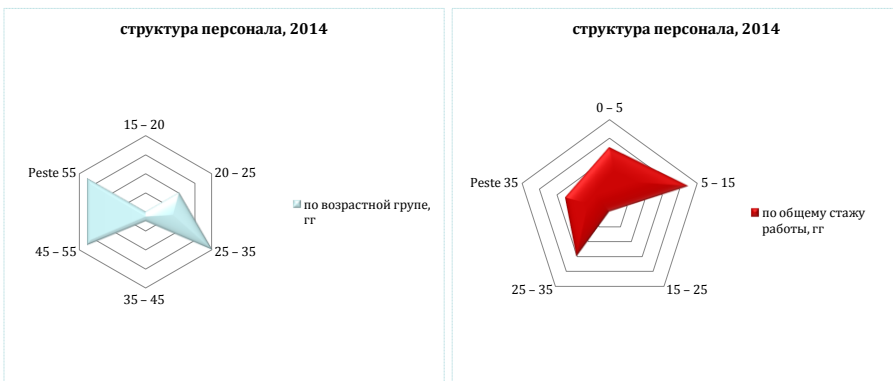 структура персонала, 2014
15 – 20
20 – 25
25 – 35
35 – 45
45 – 55
Peste 55
по возрастной групе,
гг
структура персонала, 2014
0 – 5
5 – 15
15 – 25
25 – 35
Peste 35
по общему стажу
работы, гг